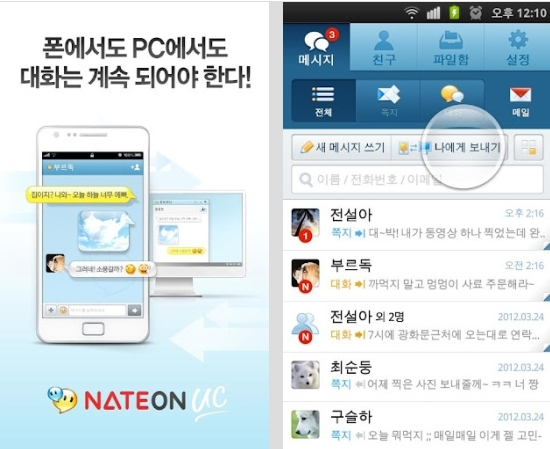 폰에서도 PC에서도
대화는 계속 되어야 한다!
부르독
집이지? 나와~ 오늘 하늘 너무 예뻐.
그러네! 소풍갈까?
NATEON UC
오후 12:10
3
메시지
친구
파일함
설정
전체
쪽지
대화
메일
새 메시지 쓰기
나에게 보내기
이름 / 전화번호 / 이메일
전설아
오후 2:16
1
쪽지 대~박! 내가 동영상 하나 찍었는데 완..
부르독
오전 2:16
N
대화 까먹지 말고 멍멍이 사료 주문해라~
전설아 외 2명
2012.03.24
N
대화 7시에 광화문근처에 오는대로 연락...
최순둥
2012.03.24
쪽지 어제 찍은 사진 보내줄께~ ㅋㅋ 너 짱
구슬하
2012.03.24
쪽지 오늘 뭐먹지 ;; 매일매일 이게 젤 고민-